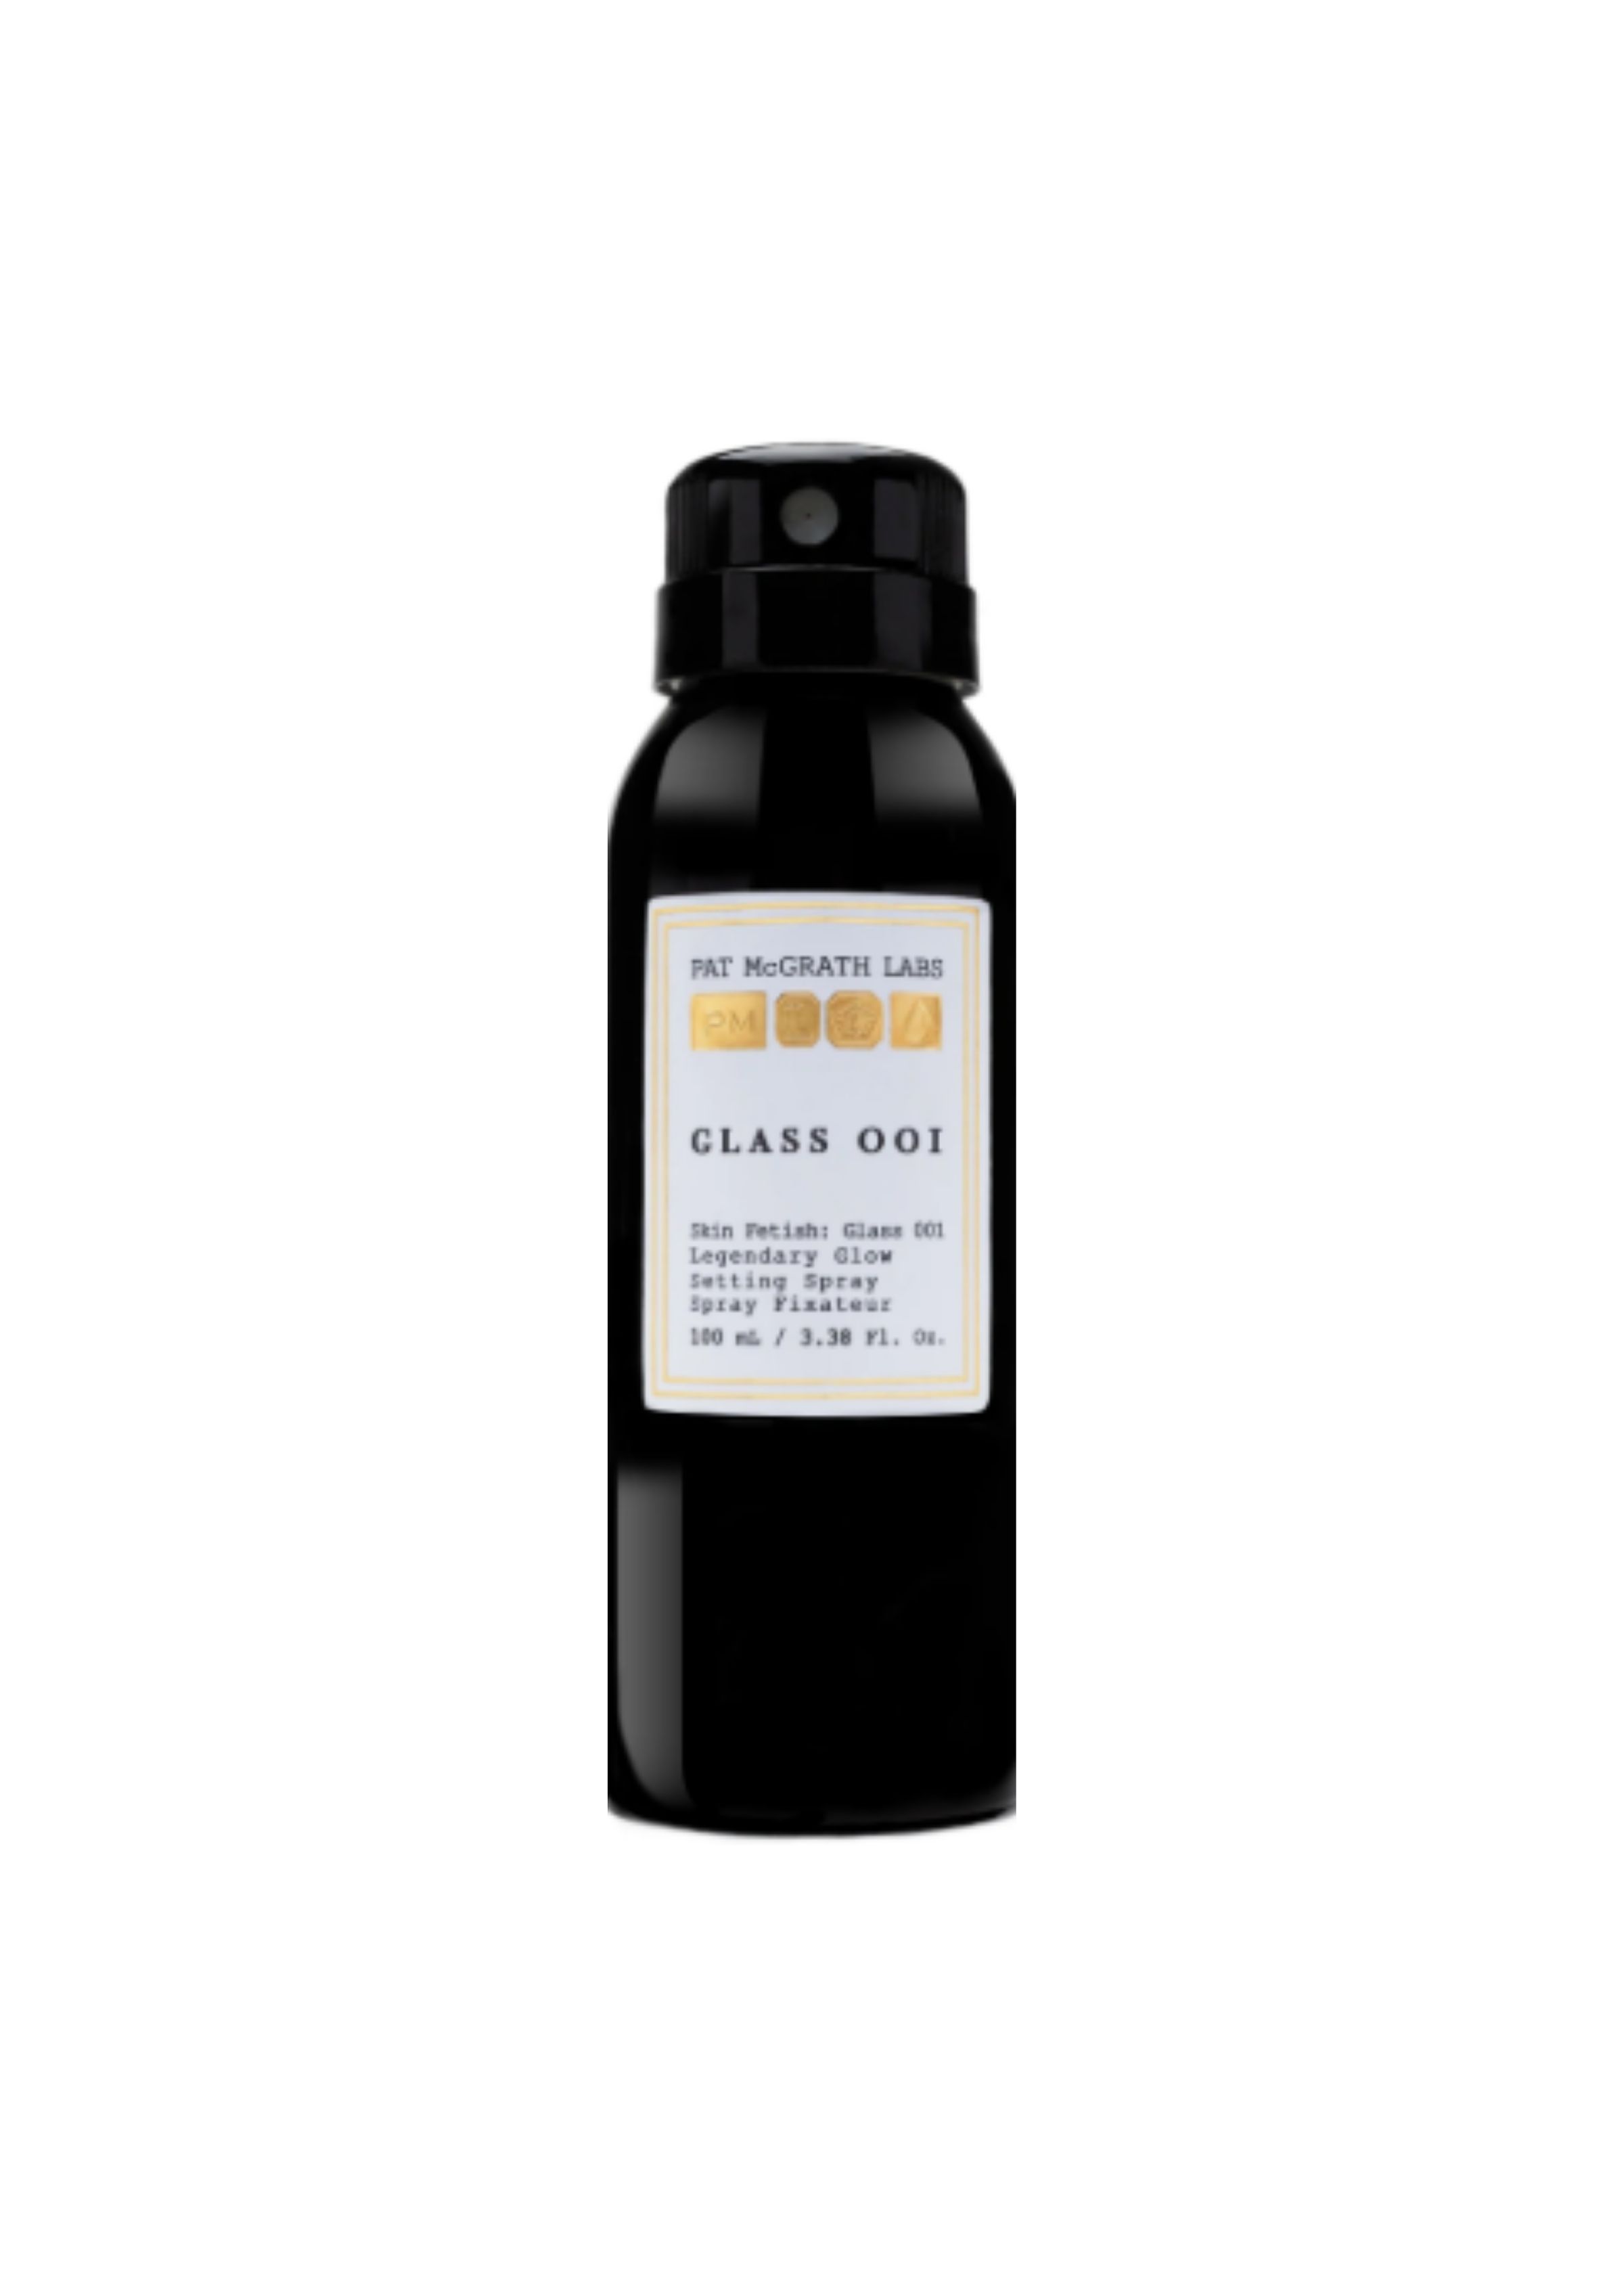 PAT McGRATH LABS
PM
GLASS 001
Skin Fetish: Glass 001
Legendary Glow
Setting Spray
Spray Fixateur
100 mL / 3.38 Fl. Oz.